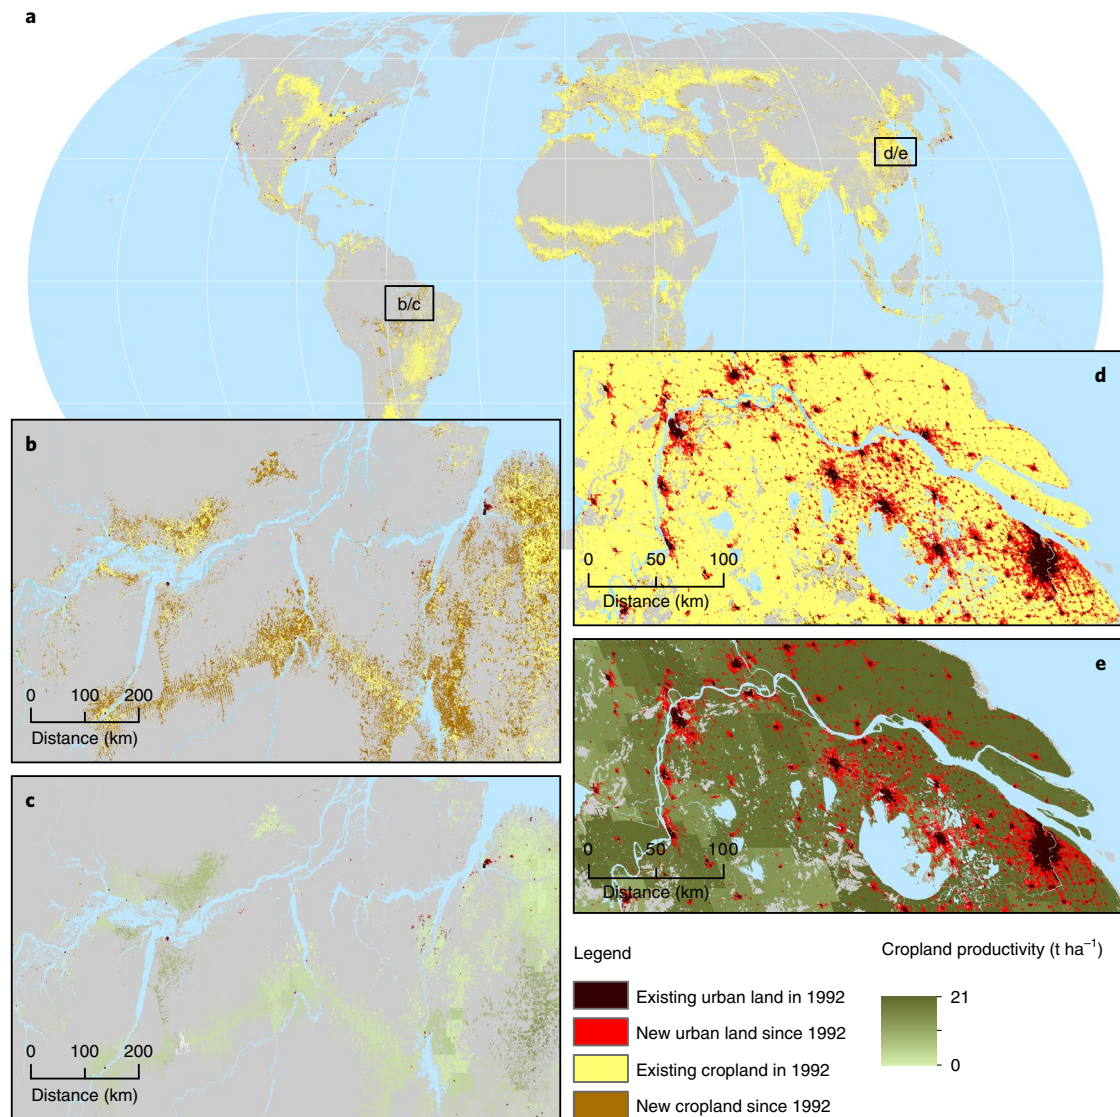 a
d/e
b/c
b
0 100 200
Distance (km)
d
0 50 100
Distance (km)
c
0 100 200
Distance (km)
e
0 50 100
Distance (km)
Legend
Existing urban land in 1992
New urban land since 1992
Existing cropland in 1992
New cropland since 1992
Cropland productivity (t ha⁻¹)
21
0